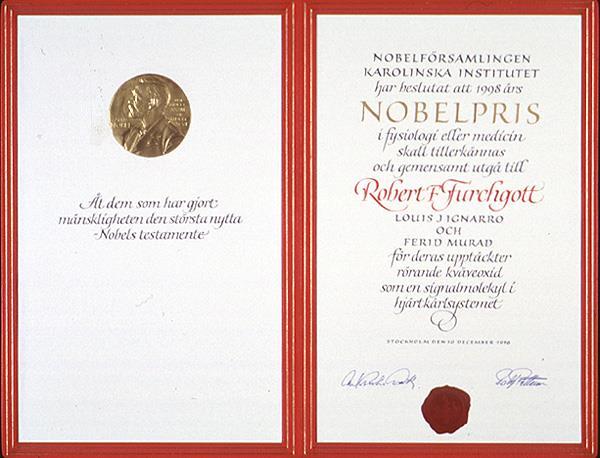 Åt dem som har gjort
mänskligheten den största nytta
-Nobels testamente
NOBELFÖRSAMLINGEN
KAROLINSKA INSTITUTET
har beslutat att 1998 års
NOBELPRIS
i fysiologi eller medicin
skall tillerkännas
och gemensamt utgå till
Robert F Furchgott
LOUIS J IGNARRO
OCH
FERID MURAD
för deras upptäckter
rörande kväveoxid
som en signalmolekyl i
hjärtkärlsystemet
STOCKHOLM DEN 10 DECEMBER 1998